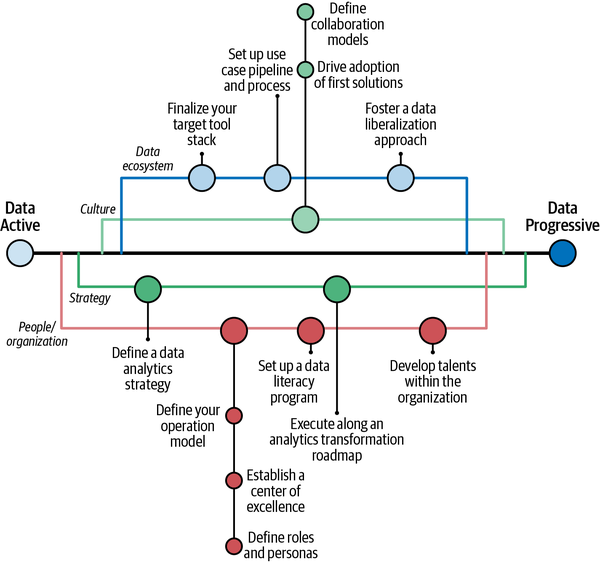 Define
collaboration
models
Set up use
case pipeline
and process
Drive adoption
of first solutions
Finalize your
target tool
stack
Foster a data
liberalization
approach
Data
ecosystem
Culture
Data
Active
Data
Progressive
Strategy
People/
organization
Define a data
analytics
strategy
Set up a data
literacy
program
Develop talents
within the
organization
Define your
operation
model
Execute along an
analytics transformation
roadmap
Establish a
center of
excellence
Define roles
and personas